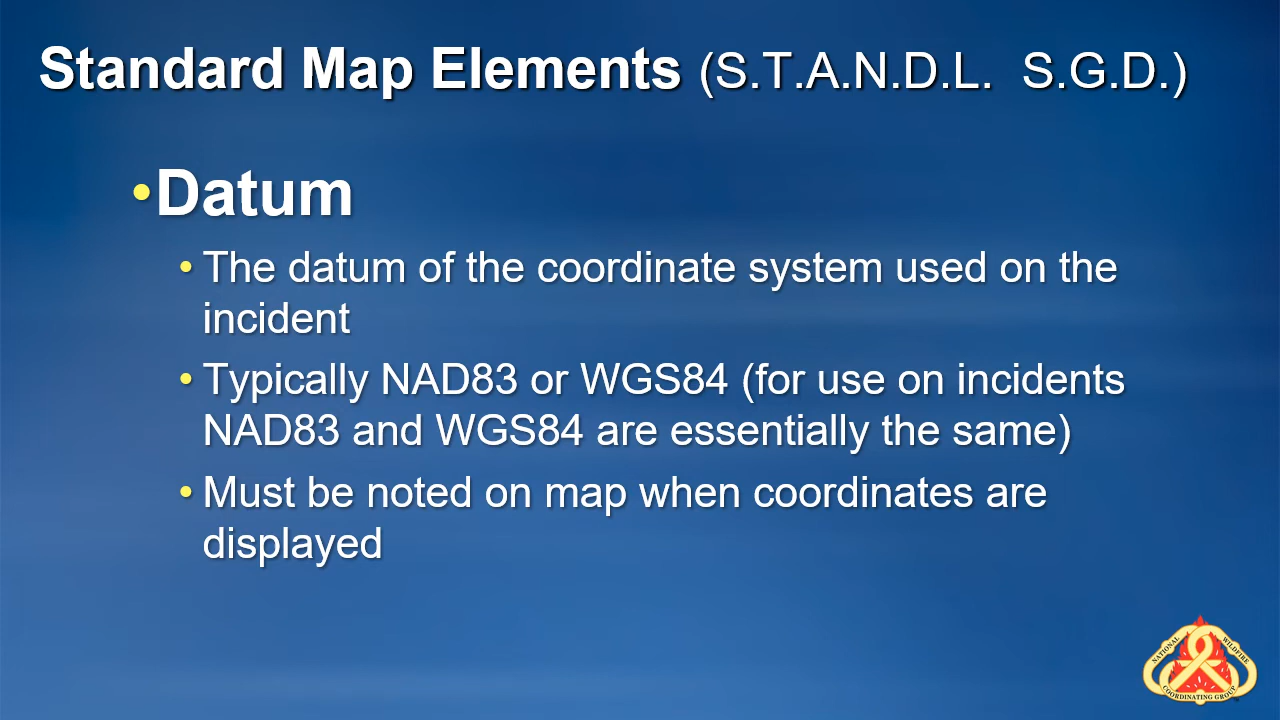 Standard Map Elements (S.T.A.N.D.L. S.G.D.)
•Datum
• The datum of the coordinate system used on the
incident
• Typically NAD83 or WGS84 (for use on incidents
NAD83 and WGS84 are essentially the same)
• Must be noted on map when coordinates are
displayed
NATIONAL WILDFIRE
COORDINATING GROUP